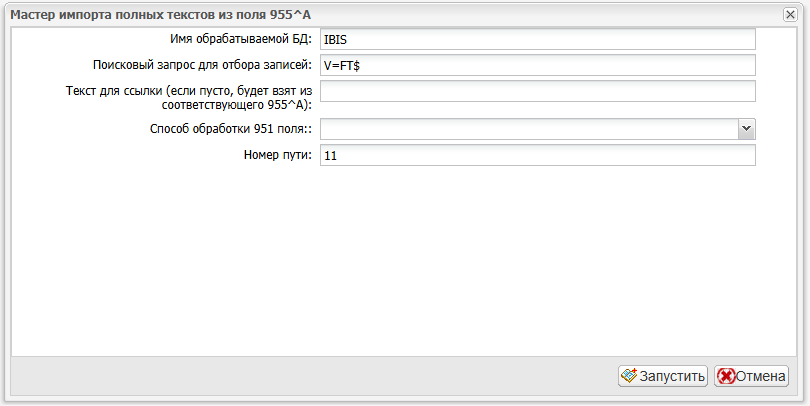 Мастер импорта полных текстов из поля 955^A
Имя обрабатываемой БД: IBIS
Поисковый запрос для отбора записей: V=FT$
Текст для ссылки (если пусто, будет взят из
соответствующего 955^A):
Способ обработки 951 поля::
Номер пути: 11
Запустить Отмена